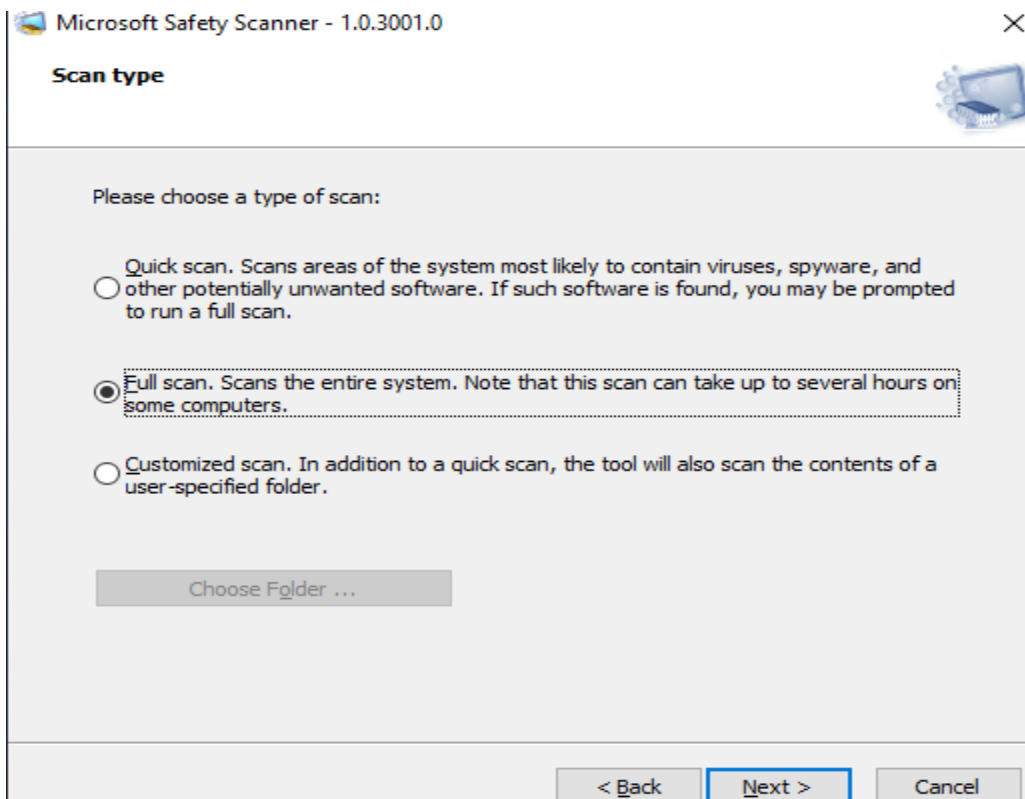 Microsoft Safety Scanner - 1.0.3001.0
Scan type
Please choose a type of scan:
Quick scan. Scans areas of the system most likely to contain viruses, spyware, and
other potentially unwanted software. If such software is found, you may be prompted
to run a full scan.
Full scan. Scans the entire system. Note that this scan can take up to several hours on
some computers.
Customized scan. In addition to a quick scan, the tool will also scan the contents of a
user-specified folder.
Choose Folder ...
< Back Next > Cancel